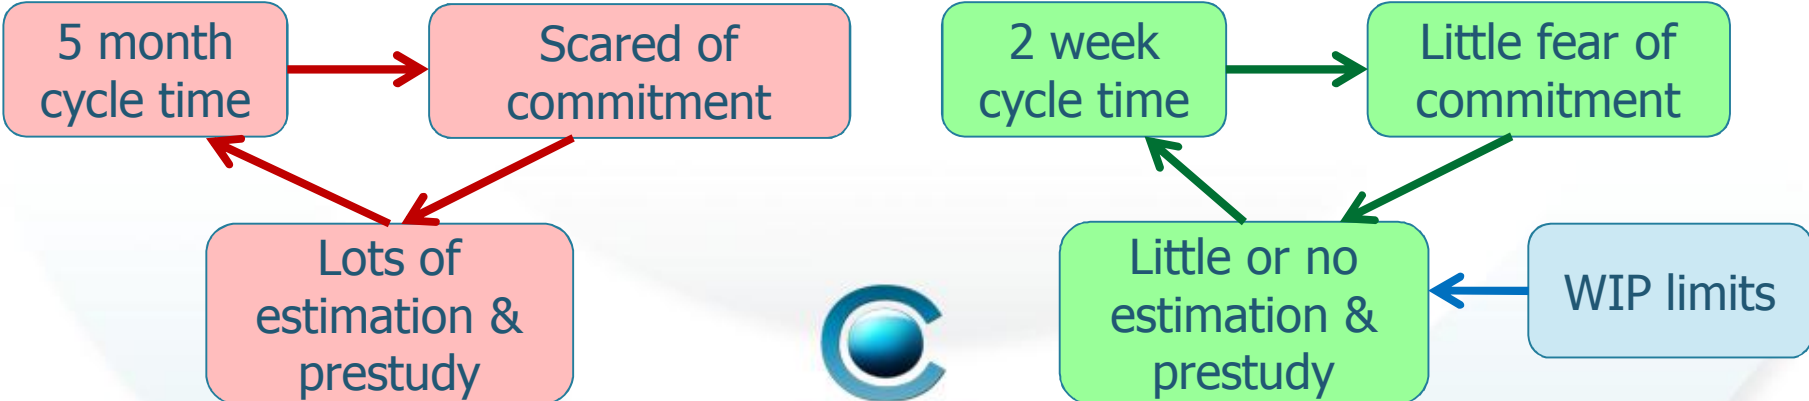 5 month
cycle time
Scared of
commitment
Lots of
estimation &
prestudy
2 week
cycle time
Little fear of
commitment
Little or no
estimation &
prestudy
WIP limits